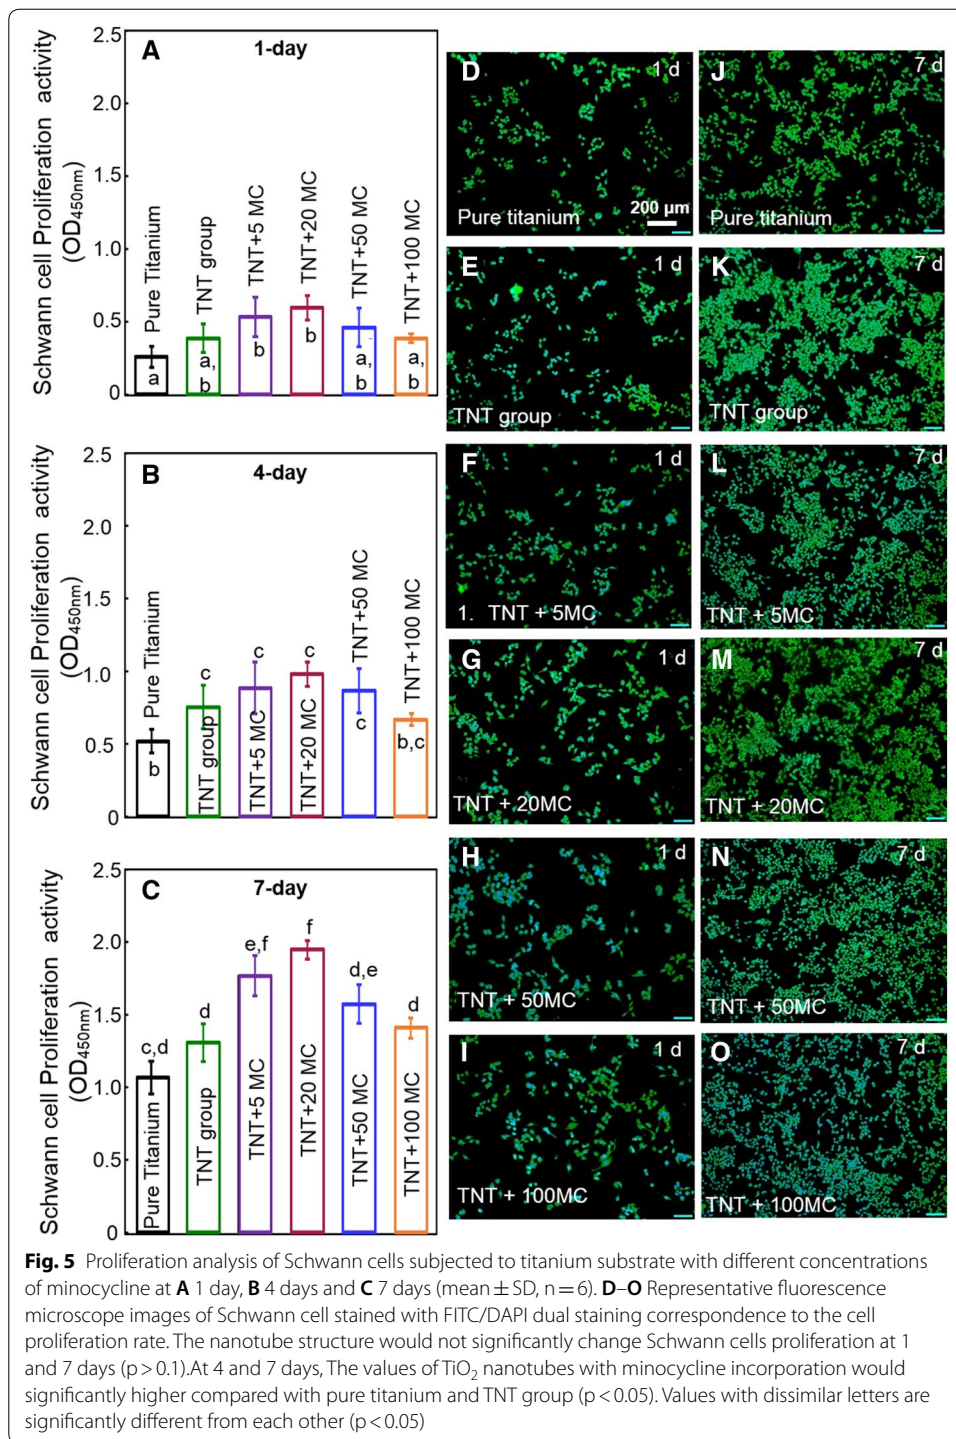 Schwann cell Proliferation activity
(OD450nm)
2.5
2.0
1.5
1.0
0.5
0
A
1-day
Pure Titanium
TNT group
TNT+5 MC
TNT+20 MC
TNT+50 MC
TNT+100 MC
a
a,
b
b
b
a,
b
a,
b
Schwann cell Proliferation activity
(OD450nm)
2.5
2.0
1.5
1.0
0.5
0
B
4-day
Pure Titanium
TNT group
TNT+5 MC
TNT+20 MC
TNT+50 MC
TNT+100 MC
b
c
c
c
c
b,c
Schwann cell Proliferation activity
(OD450nm)
2.5
2.0
1.5
1.0
0.5
0
C
7-day
c,d
d
e,f
f
d,e
d
Pure Titanium
TNT group
TNT+5 MC
TNT+20 MC
TNT+50 MC
TNT+100 MC
D
1 d
200 µm
Pure titanium
J
7 d
Pure titanium
E
1 d
TNT group
K
7 d
TNT group
F
1 d
1. TNT + 5MC
L
7 d
TNT + 5MC
G
1 d
TNT + 20MC
M
7 d
TNT + 20MC
H
1 d
TNT + 50MC
N
7 d
TNT + 50MC
I
1 d
TNT + 100MC
O
7 d
TNT + 100MC
Fig. 5 Proliferation analysis of Schwann cells subjected to titanium substrate with different concentrations
of minocycline at A 1 day, B 4 days and C 7 days (mean ± SD, n = 6). D–O Representative fluorescence
microscope images of Schwann cell stained with FITC/DAPI dual staining correspondence to the cell
proliferation rate. The nanotube structure would not significantly change Schwann cells proliferation at 1
and 7 days (p > 0.1).At 4 and 7 days, The values of TiO2 nanotubes with minocycline incorporation would
significantly higher compared with pure titanium and TNT group (p < 0.05). Values with dissimilar letters are
significantly different from each other (p < 0.05)